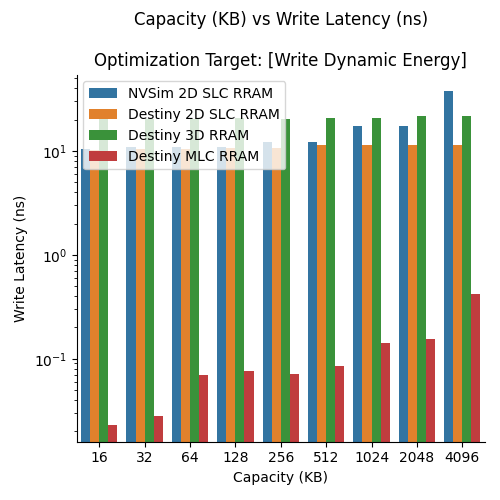 Capacity (KB) vs Write Latency (ns)
Optimization Target: [Write Dynamic Energy]
NVSim 2D SLC RRAM
Destiny 2D SLC RRAM
Destiny 3D RRAM
Destiny MLC RRAM
Write Latency (ns)
10¹
10⁰
10⁻¹
16 32 64 128 256 512 1024 2048 4096
Capacity (KB)